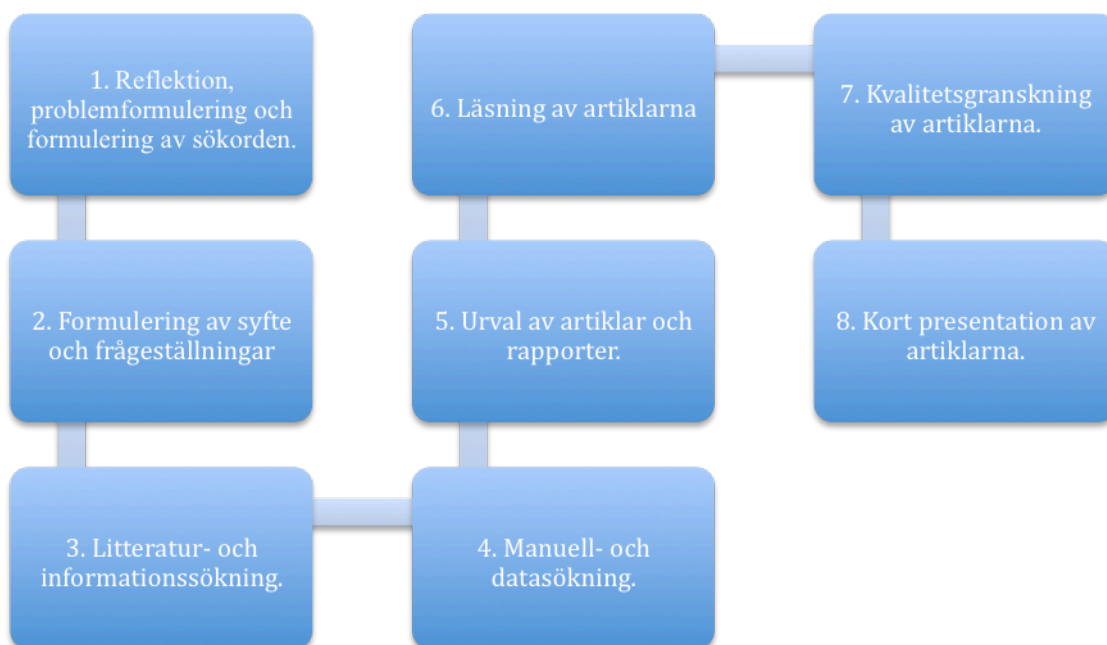 1. Reflektion,
problemformulering och
formulering av sökorden.
2. Formulering av syfte
och frågeställningar
3. Litteratur- och
informationssökning.
4. Manuell- och
datasökning.
5. Urval av artiklar och
rapporter.
6. Läsning av artiklarna
7. Kvalitetsgranskning
av artiklarna.
8. Kort presentation av
artiklarna.